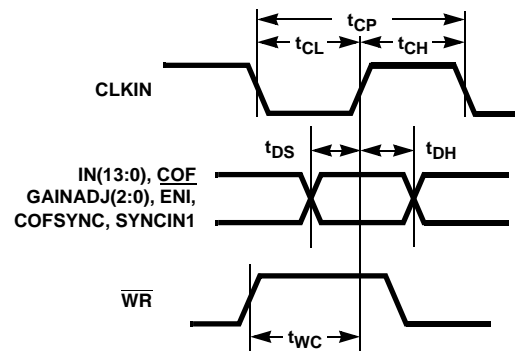 tCP
tCL
tCH
CLKIN
tDS
tDH
IN(13:0), COF
GAINADJ(2:0), ENI,
COFSYNC, SYNCIN1
WR
tWC